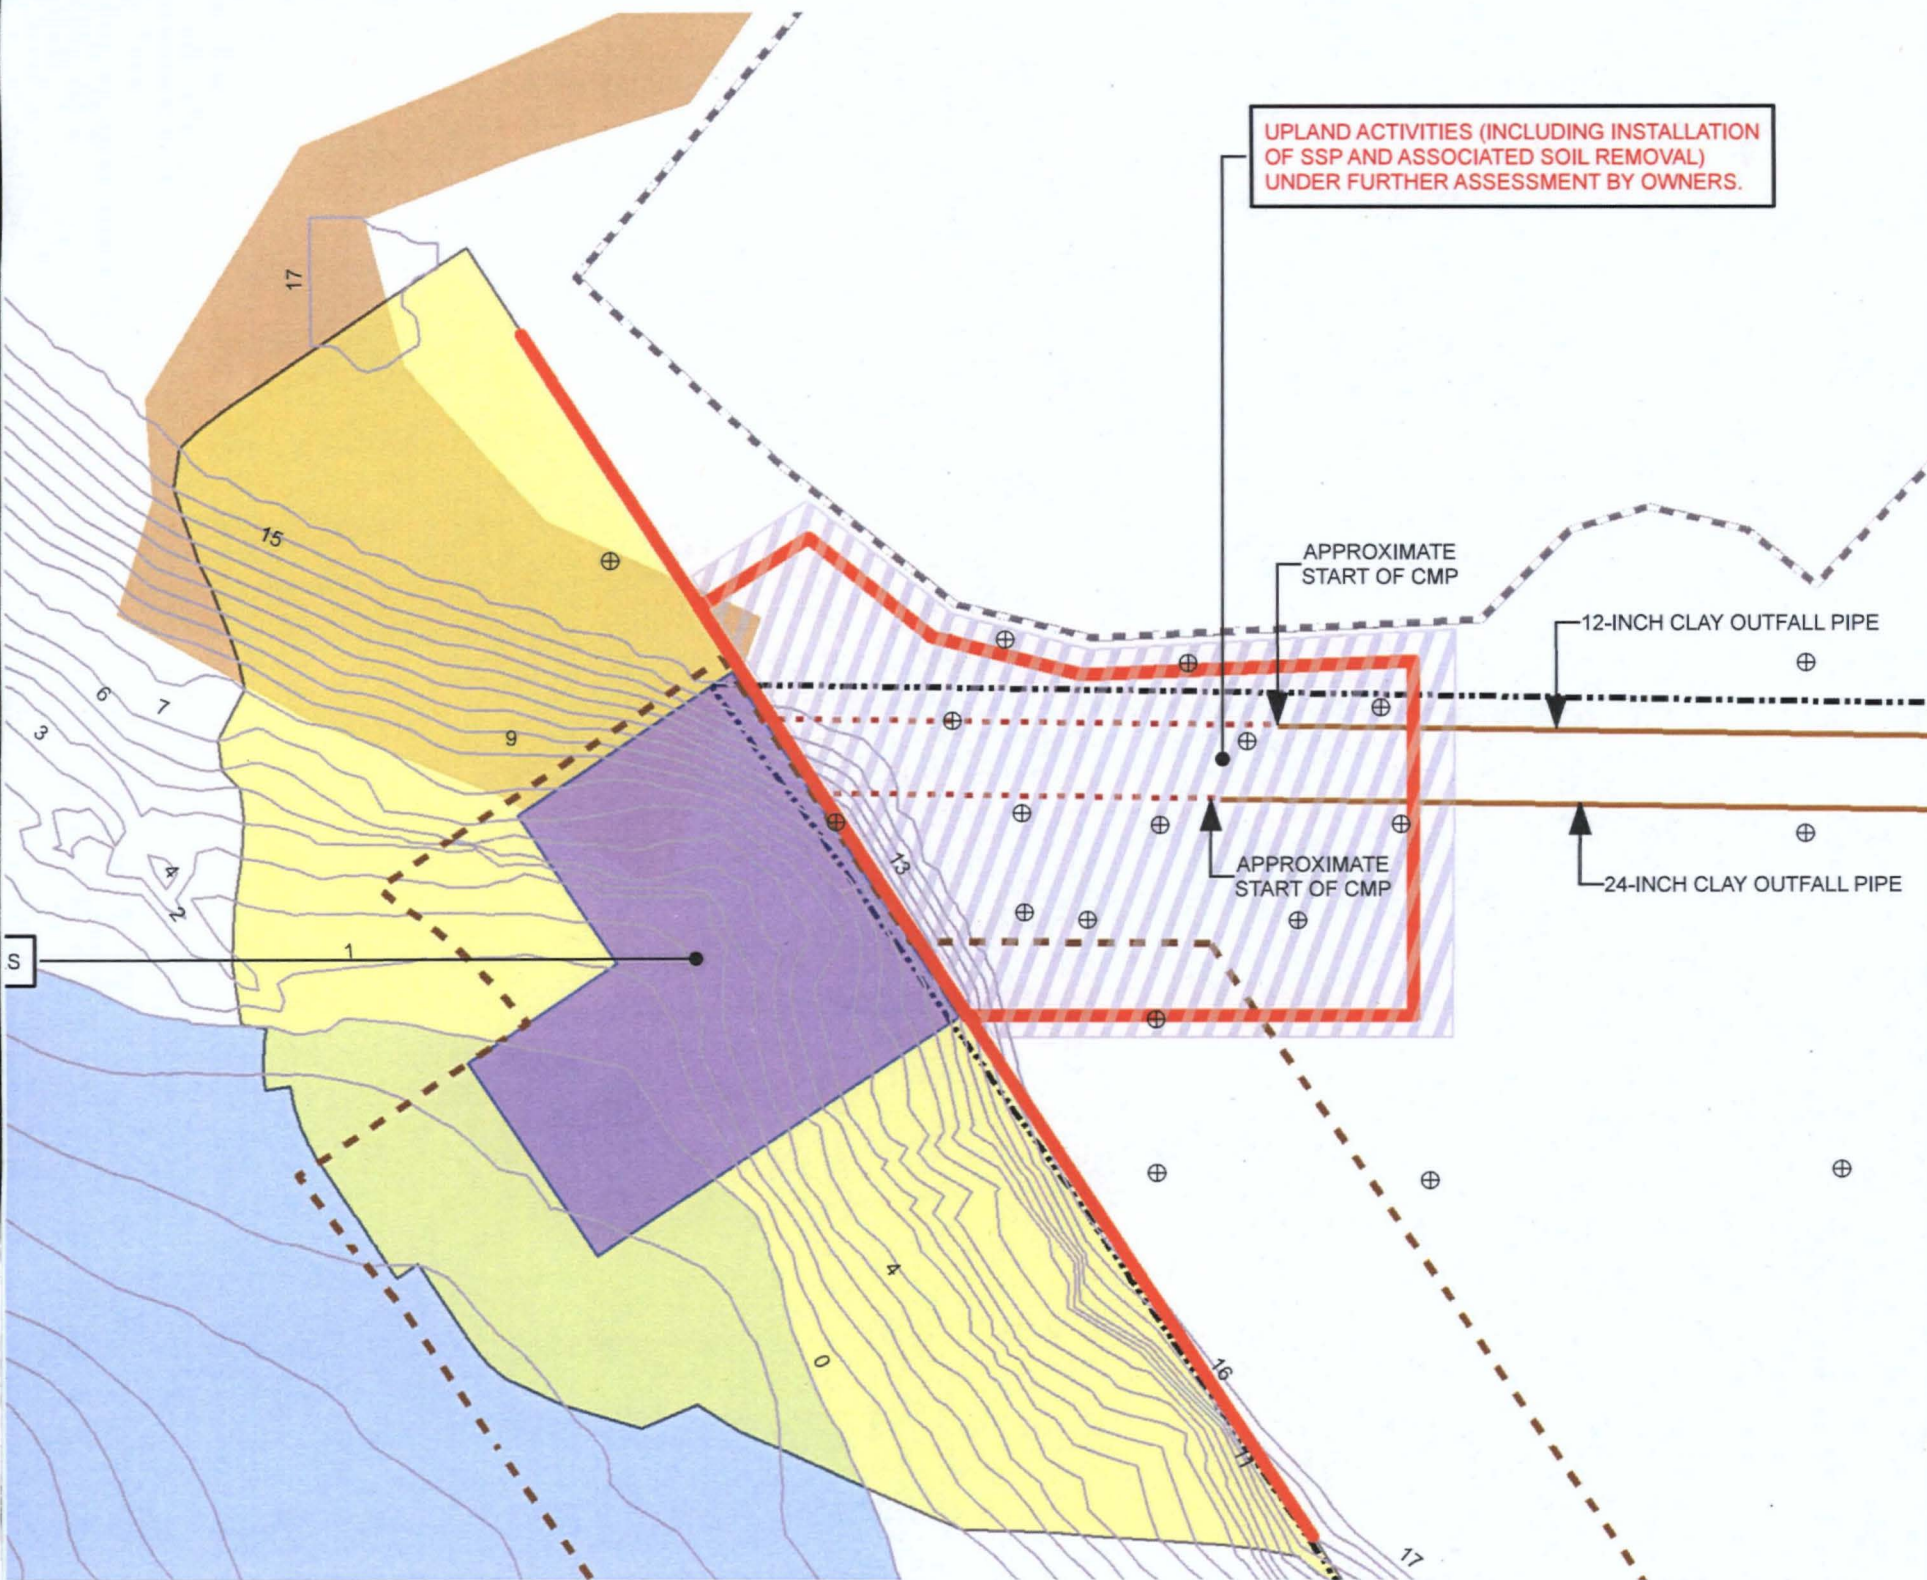 UPLAND ACTIVITIES (INCLUDING INSTALLATION
OF SSP AND ASSOCIATED SOIL REMOVAL)
UNDER FURTHER ASSESSMENT BY OWNERS.
17
15
APPROXIMATE
START OF CMP
12-INCH CLAY OUTFALL PIPE
6
7
3
9
13
4
2
APPROXIMATE
START OF CMP
24-INCH CLAY OUTFALL PIPE
S
1
4
0
16
11
17